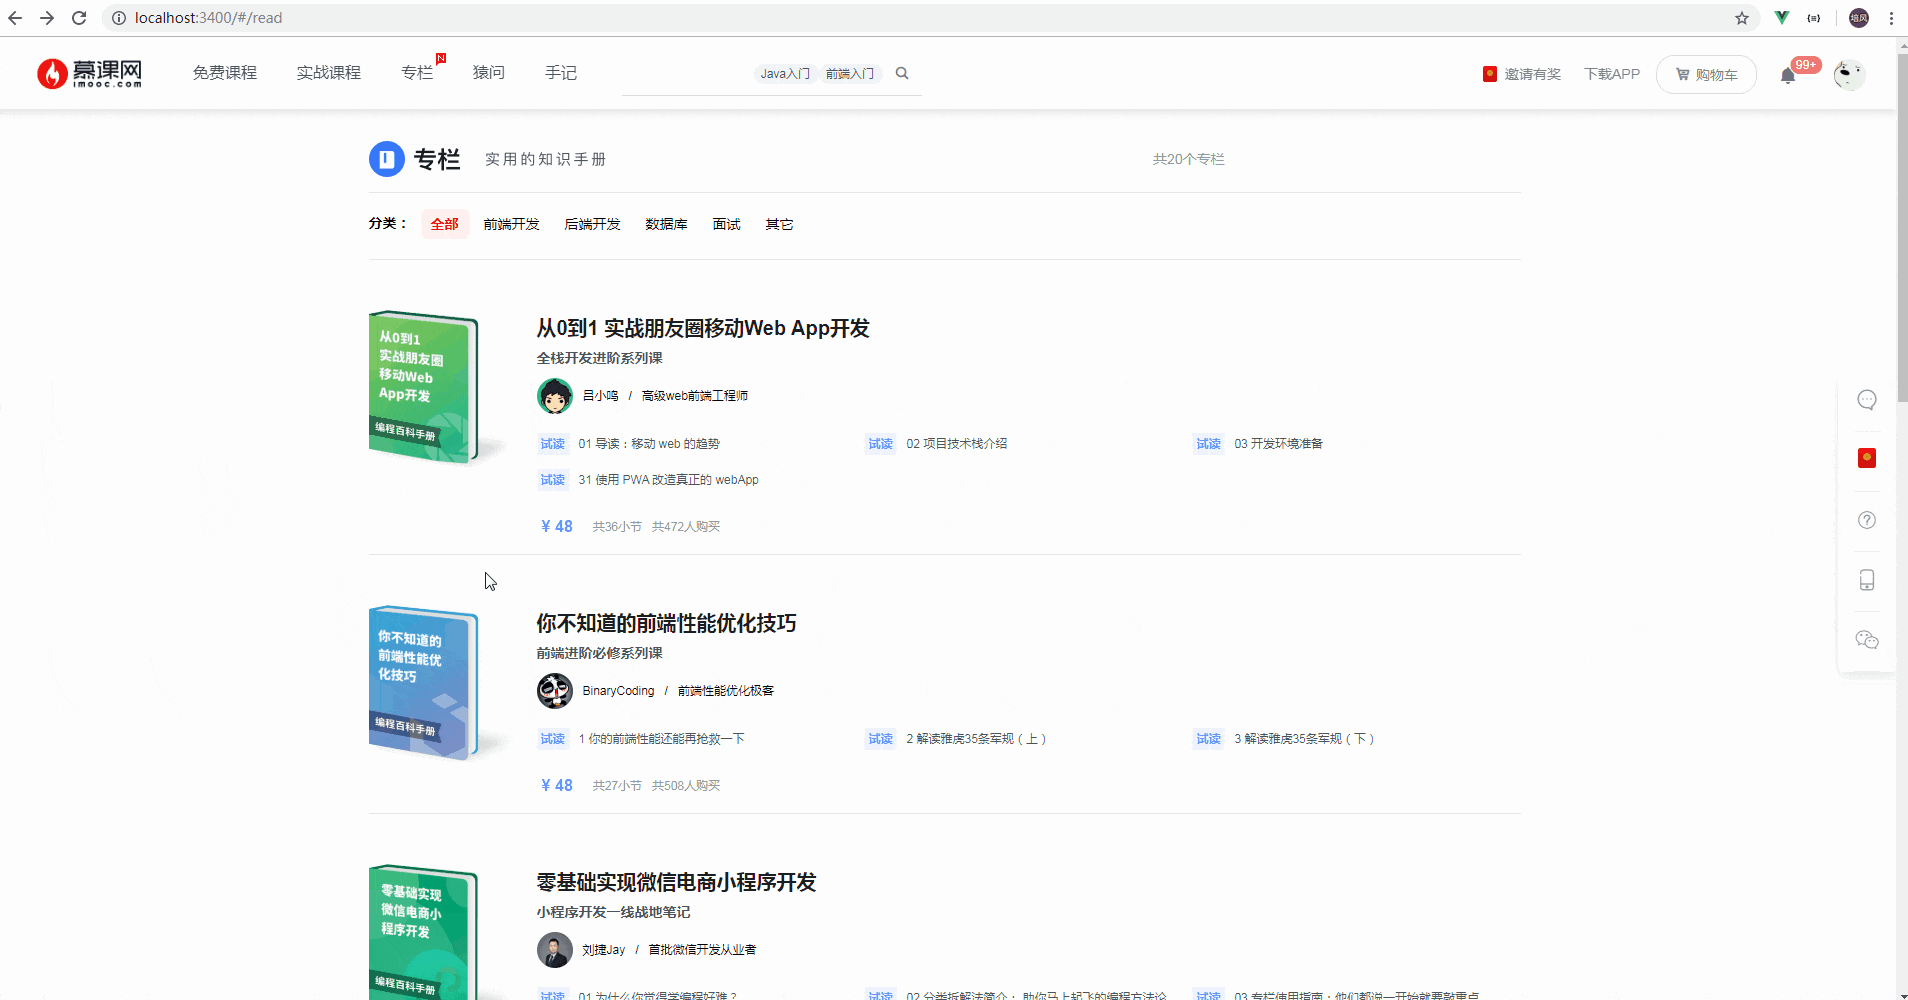 localhost:3400/#/read
培风
慕课网
imooc.com
免费课程 实战课程 专栏 N 猿问 手记
Java入门 前端入门
邀请有奖 下载APP 购物车 99+
专栏 实用的知识手册 共20个专栏
分类： 全部 前端开发 后端开发 数据库 面试 其它
从0到1
实战朋友圈
移动Web
App开发
编程百科手册
从0到1 实战朋友圈移动Web App开发
全栈开发进阶系列课
吕小鸣 / 高级web前端工程师
试读 01 导读：移动 web 的趋势 试读 02 项目技术栈介绍 试读 03 开发环境准备
试读 31 使用 PWA 改造真正的 webApp
¥ 48 共36小节 共472人购买
你不知道的
前端性能优
化技巧
编程百科手册
你不知道的前端性能优化技巧
前端进阶必修系列课
BinaryCoding / 前端性能优化极客
试读 1 你的前端性能还能再抢救一下 试读 2 解读雅虎35条军规（上） 试读 3 解读雅虎35条军规（下）
¥ 48 共27小节 共508人购买
零基础实现
微信电商小
程序开发
编程百科手册
零基础实现微信电商小程序开发
小程序开发一线战地笔记
刘捷Jay / 首批微信开发从业者
试读 01 为什么你觉得学编程好难？ 试读 02 分类拆解法简介： 助你马上起飞的编程方法论 试读 03 专栏使用指南：他们都说一开始就要敲重点